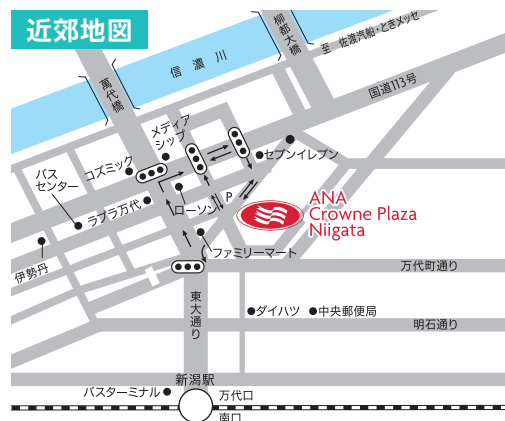 近郊地図
柳都大橋
至 佐渡汽船・ときメッセ
信濃川
萬代橋
国道113号
メディア
シップ
セブンイレブン
コズミック
バス
センター
ラブラ万代
ローソン
P
ANA
Crowne Plaza
Niigata
伊勢丹
ファミリーマート
万代町通り
東大通り
ダイハツ
中央郵便局
明石通り
新潟駅
バスターミナル
万代口
南口